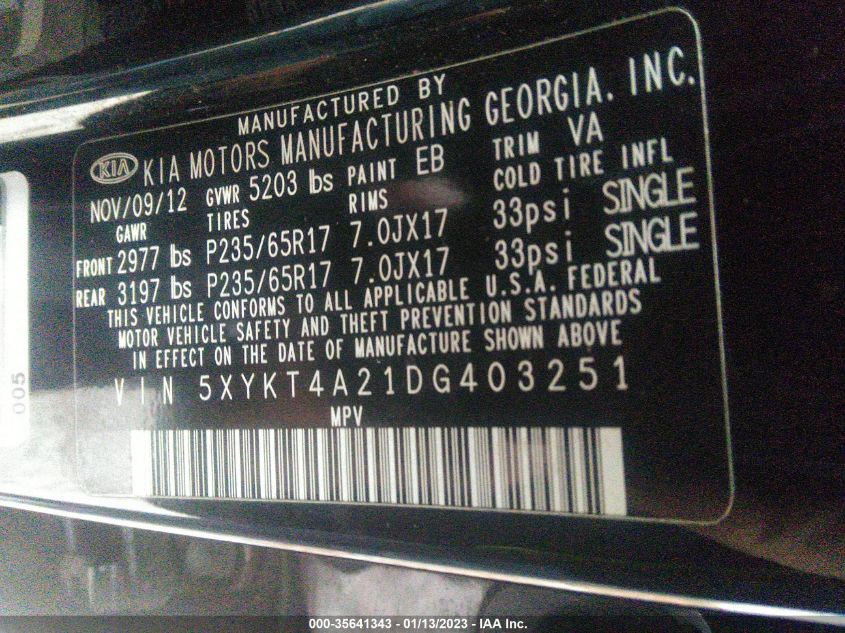 MANUFACTURED BY
KIA KIA MOTORS MANUFACTURING GEORGIA. INC.
NOV/09/12 GVWR 5203 lbs PAINT EB TRIM VA
GAWR TIRES RIMS COLD TIRE INFL
FRONT 2977 lbs P235/65R17 7.0JX17 33psi SINGLE
REAR 3197 lbs P235/65R17 7.0JX17 33psi SINGLE
THIS VEHICLE CONFORMS TO ALL APPLICABLE U.S.A. FEDERAL
MOTOR VEHICLE SAFETY AND THEFT PREVENTION STANDARDS
IN EFFECT ON THE DATE OF MANUFACTURE SHOWN ABOVE
VIN 5XYKT4A21DG403251
MPV
005
000-35641343 - 01/13/2023 - IAA Inc.